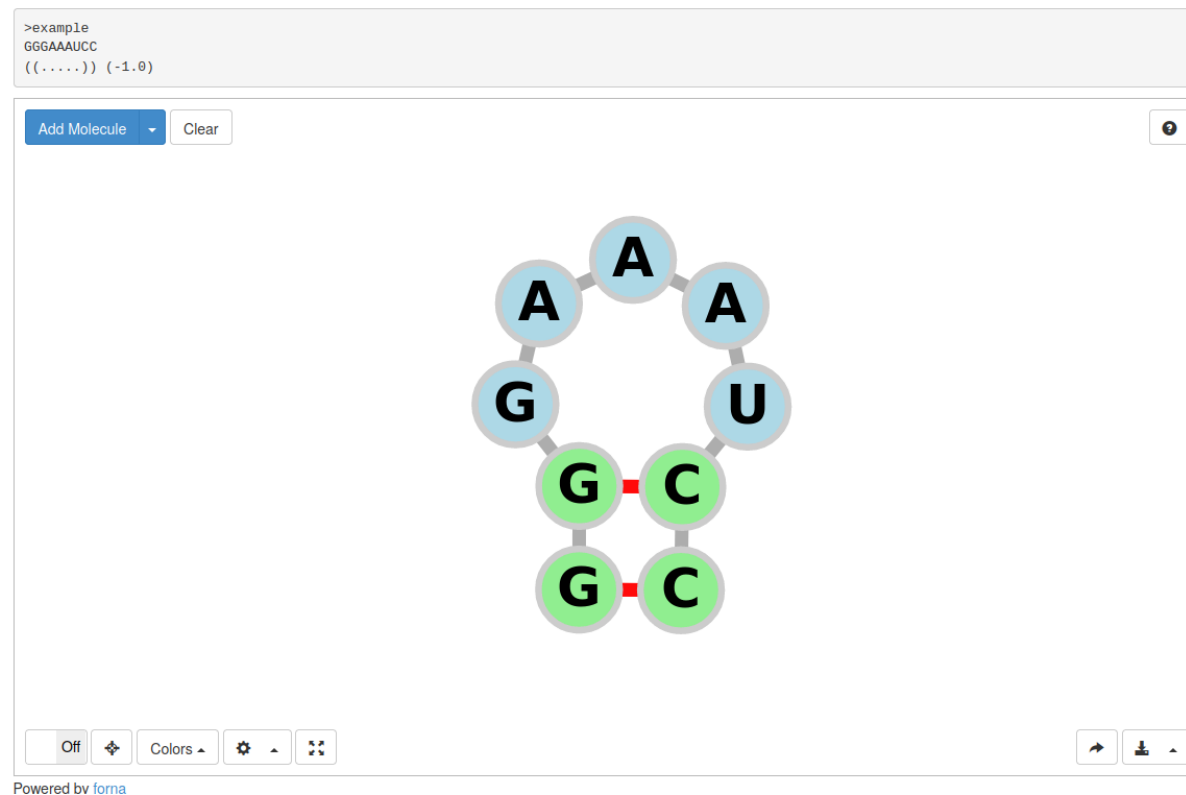 >example
GGGAAAUCC
((.....)) (-1.0)
Add Molecule
Clear
A
A
A
G
U
G
C
G
C
Off
Colors
Powered by forna